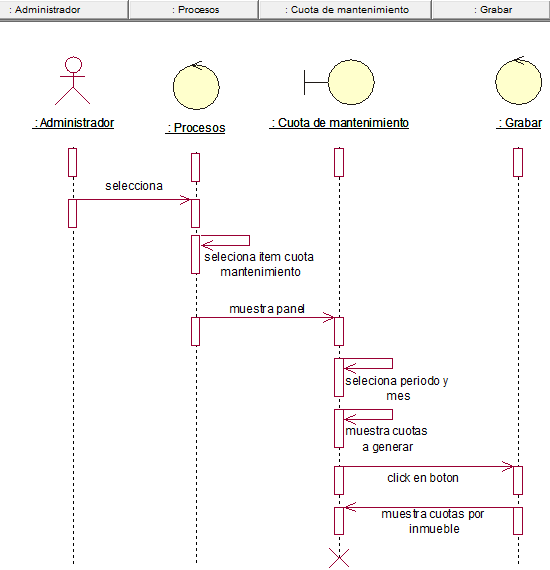 : Administrador
: Procesos
: Cuota de mantenimiento
: Grabar
: Administrador
: Procesos
: Cuota de mantenimiento
: Grabar
selecciona
seleciona item cuota
mantenimiento
muestra panel
seleciona periodo y
mes
muestra cuotas
a generar
click en boton
muestra cuotas por
inmueble